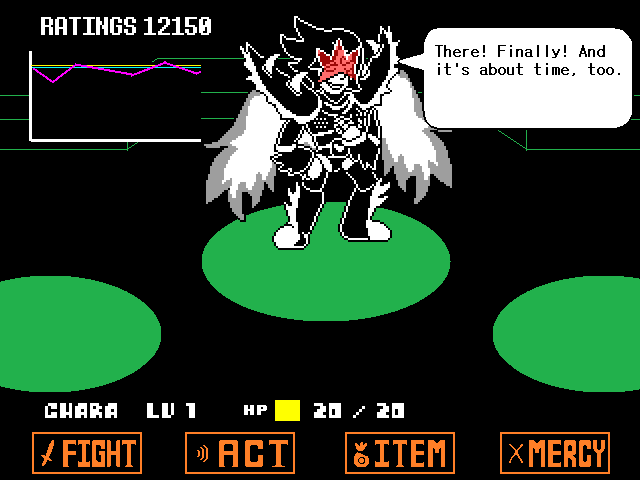 RATINGS 12150
There! Finally! And
it's about time, too.
CHARA LV 1 HP 20 / 20
FIGHT ACT ITEM MERCY